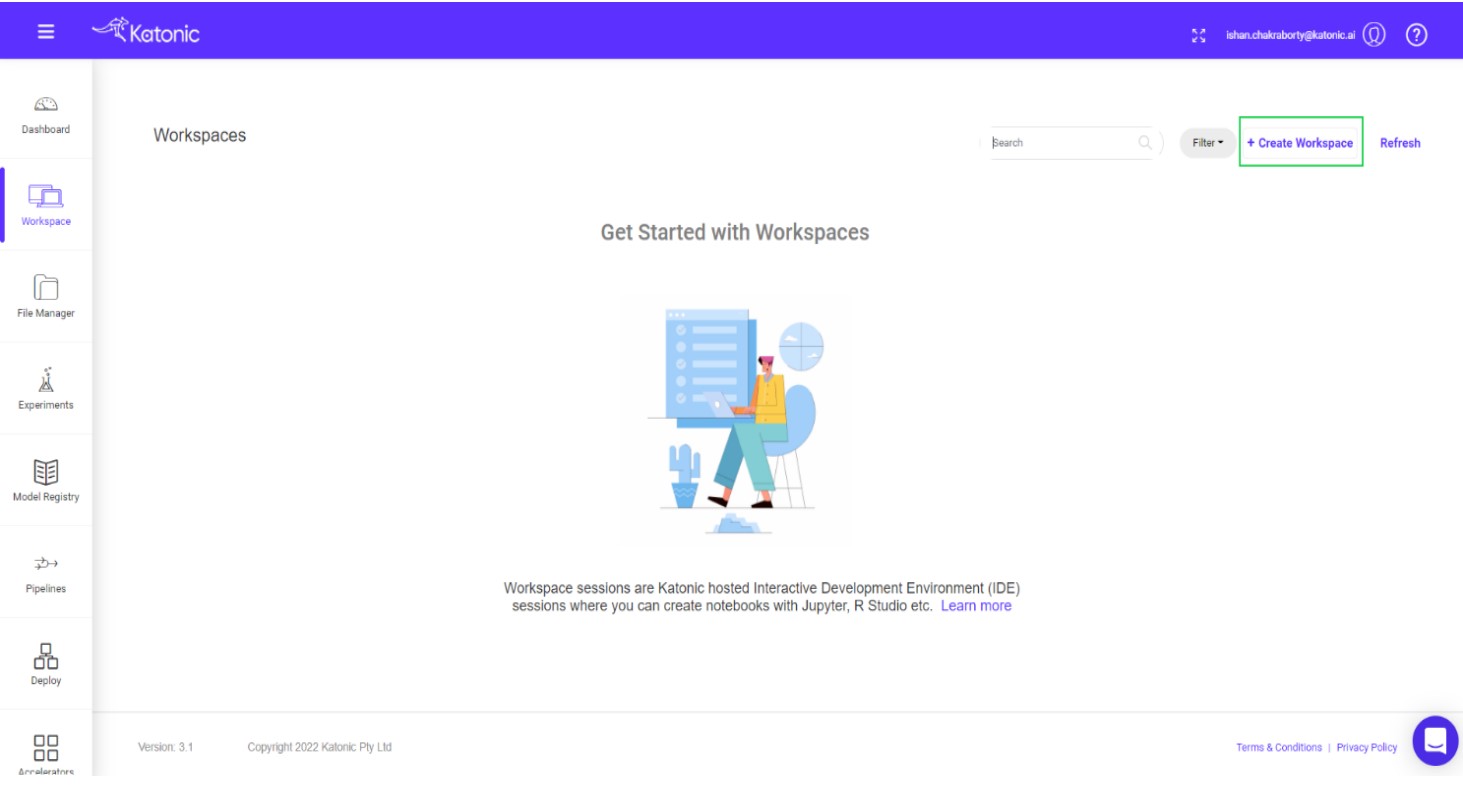 Katonic
ishan.chakraborty@katonic.ai
?
Dashboard
Workspace
File Manager
Experiments
Model Registry
Pipelines
Deploy
Accelerators
Workspaces
Search
Filter
+ Create Workspace
Refresh
Get Started with Workspaces
Workspace sessions are Katonic hosted Interactive Development Environment (IDE)
sessions where you can create notebooks with Jupyter, R Studio etc. Learn more
Version: 3.1
Copyright 2022 Katonic Pty Ltd
Terms & Conditions | Privacy Policy